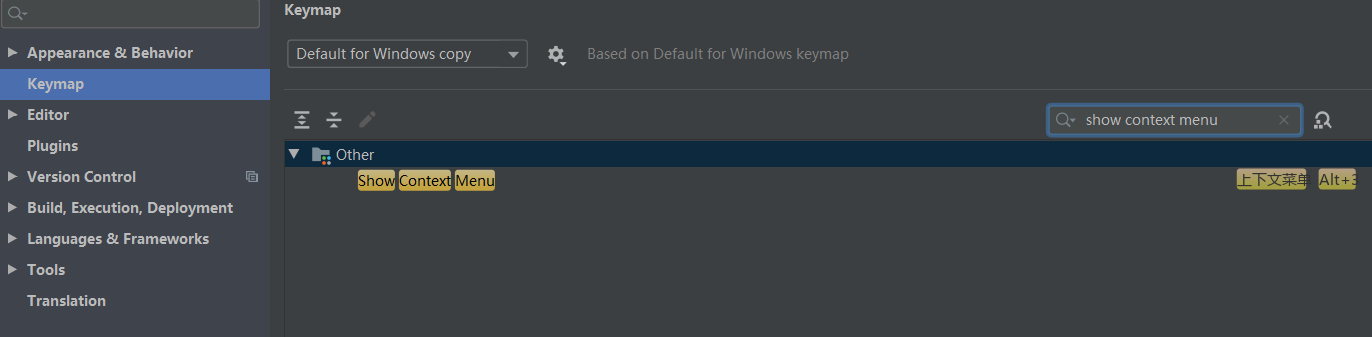 Keymap
Default for Windows copy
Based on Default for Windows keymap
Appearance & Behavior
Keymap
Editor
Plugins
Version Control
Build, Execution, Deployment
Languages & Frameworks
Tools
Translation
show context menu
Other
Show Context Menu 上下文菜单 Alt+3